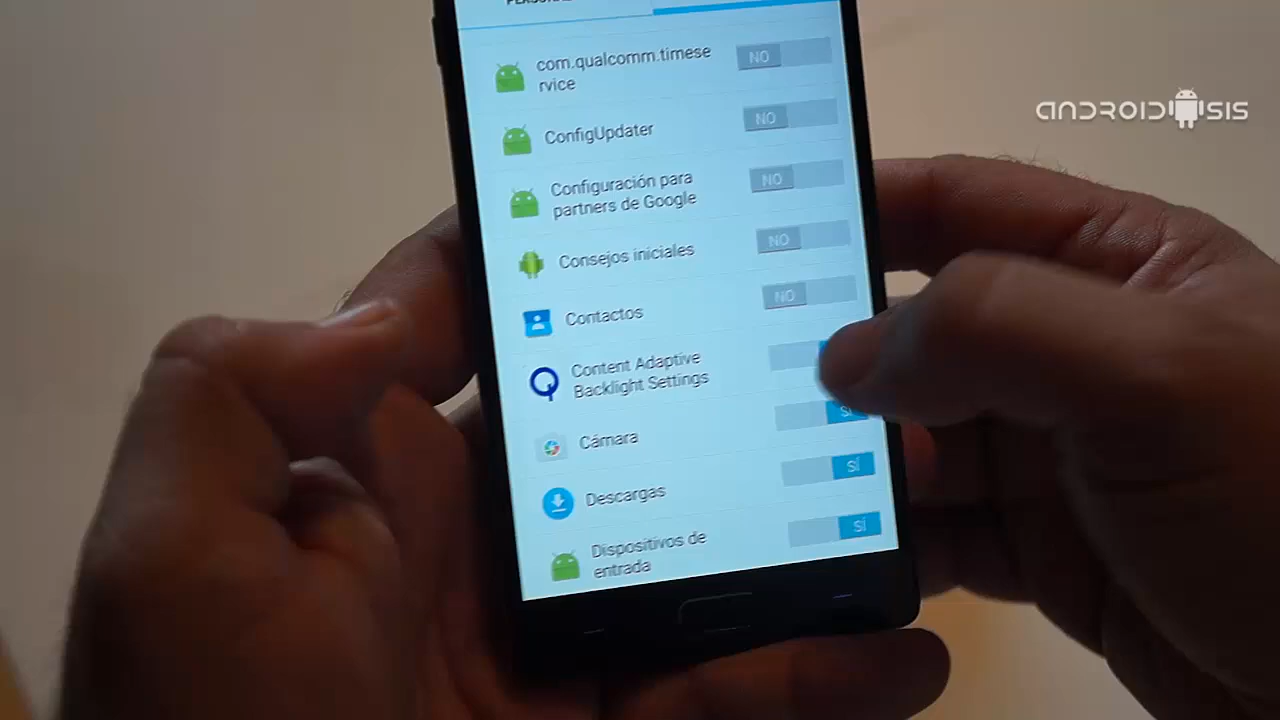 com.qualcomm.timese
rvice
NO
ConfigUpdater
NO
Configuración para
partners de Google
NO
Consejos iniciales
NO
Contactos
NO
Content Adaptive
Backlight Settings
Cámara
SÍ
Descargas
SÍ
Dispositivos de
entrada
SÍ
ANDROIDSIS